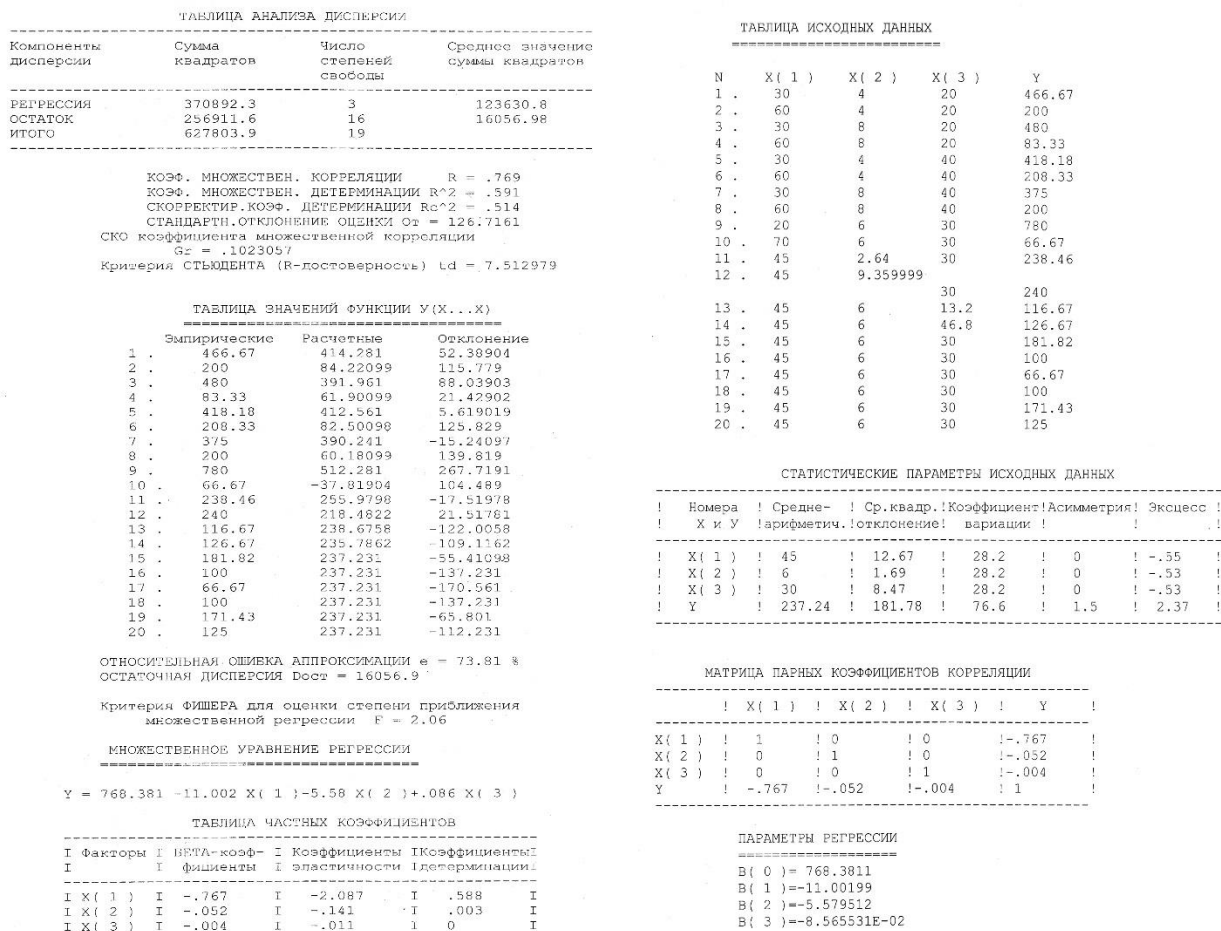 ТАБЛИЦА АНАЛИЗА ДИСПЕРСИИ
Компоненты Сумма Число Среднее значение
дисперсии квадратов степеней суммы квадратов
свободы
РЕГРЕССИЯ 370892.3 3 123630.8
ОСТАТОК 256911.6 16 16056.98
ИТОГО 627803.9 19
КОЭФ. МНОЖЕСТВЕН. КОРРЕЛЯЦИИ R = .769
КОЭФ. МНОЖЕСТВЕН. ДЕТЕРМИНАЦИИ R^2 = .591
СКОРРЕКТИР.КОЭФ. ДЕТЕРМИНАЦИИ Rc^2 = .514
СТАНДАРТН.ОТКЛОНЕНИЕ ОЦЕНКИ От = 126.7161
СКО коэффициента множественной корреляции
Gr = .1023057
Критерия СТЬЮДЕНТА (R-достоверность) td = 7.512979
ТАБЛИЦА ЗНАЧЕНИЙ ФУНКЦИИ У(Х...Х)
Эмпирические Расчетные Отклонение
1 . 466.67 414.281 52.38904
2 . 200 84.22099 115.779
3 . 480 391.961 88.03903
4 . 83.33 61.90099 21.42902
5 . 418.18 412.561 5.619019
6 . 208.33 82.50098 125.829
7 . 375 390.241 -15.24097
8 . 200 60.18099 139.819
9 . 780 512.281 267.7191
10 . 66.67 -37.81904 104.489
11 . 238.46 255.9798 -17.51978
12 . 240 218.4822 21.51781
13 . 116.67 238.6758 -122.0058
14 . 126.67 235.7862 -109.1162
15 . 181.82 237.231 -55.41098
16 . 100 237.231 -137.231
17 . 66.67 237.231 -170.561
18 . 100 237.231 -137.231
19 . 171.43 237.231 -65.801
20 . 125 237.231 -112.231
ОТНОСИТЕЛЬНАЯ ОШИБКА АППРОКСИМАЦИИ e = 73.81 %
ОСТАТОЧНАЯ ДИСПЕРСИЯ Dост = 16056.9
Критерия ФИШЕРА для оценки степени приближения
множественной регрессии F = 2.06
МНОЖЕСТВЕННОЕ УРАВНЕНИЕ РЕГРЕССИИ
Y = 768.381 -11.002 X( 1 )-5.58 X( 2 )+.086 X( 3 )
ТАБЛИЦА ЧАСТНЫХ КОЭФФИЦИЕНТОВ
I Факторы I БЕТА-коэф- I Коэффициенты IКоэффициентыI
I I фициенты I эластичности IдетерминацииI
I X( 1 ) I -.767 I -2.087 I .588 I
I X( 2 ) I -.052 I -.141 I .003 I
I X( 3 ) I -.004 I -.011 I 0 I
ТАБЛИЦА ИСХОДНЫХ ДАННЫХ
N X( 1 ) X( 2 ) X( 3 ) Y
1 . 30 4 20 466.67
2 . 60 4 20 200
3 . 30 8 20 480
4 . 60 8 20 83.33
5 . 30 4 40 418.18
6 . 60 4 40 208.33
7 . 30 8 40 375
8 . 60 8 40 200
9 . 20 6 30 780
10 . 70 6 30 66.67
11 . 45 2.64 30 238.46
12 . 45 9.359999
30 240
13 . 45 6 13.2 116.67
14 . 45 6 46.8 126.67
15 . 45 6 30 181.82
16 . 45 6 30 100
17 . 45 6 30 66.67
18 . 45 6 30 100
19 . 45 6 30 171.43
20 . 45 6 30 125
СТАТИСТИЧЕСКИЕ ПАРАМЕТРЫ ИСХОДНЫХ ДАННЫХ
! Номера ! Средне- ! Ср.квадр.!Коэффициент!Асимметрия! Эксцесс !
! Х и У !арифметич.!отклонение! вариации ! ! !
! X( 1 ) ! 45 ! 12.67 ! 28.2 ! 0 ! -.55 !
! X( 2 ) ! 6 ! 1.69 ! 28.2 ! 0 ! -.53 !
! X( 3 ) ! 30 ! 8.47 ! 28.2 ! 0 ! -.53 !
! Y ! 237.24 ! 181.78 ! 76.6 ! 1.5 ! 2.37 !
МАТРИЦА ПАРНЫХ КОЭФФИЦИЕНТОВ КОРРЕЛЯЦИИ
! X( 1 ) ! X( 2 ) ! X( 3 ) ! Y !
X( 1 ) ! 1 ! 0 ! 0 !-.767 !
X( 2 ) ! 0 ! 1 ! 0 !-.052 !
X( 3 ) ! 0 ! 0 ! 1 !-.004 !
Y ! -.767 !-.052 !-.004 ! 1 !
ПАРАМЕТРЫ РЕГРЕССИИ
B( 0 )= 768.3811
B( 1 )=-11.00199
B( 2 )=-5.579512
B( 3 )=-8.565531E-02